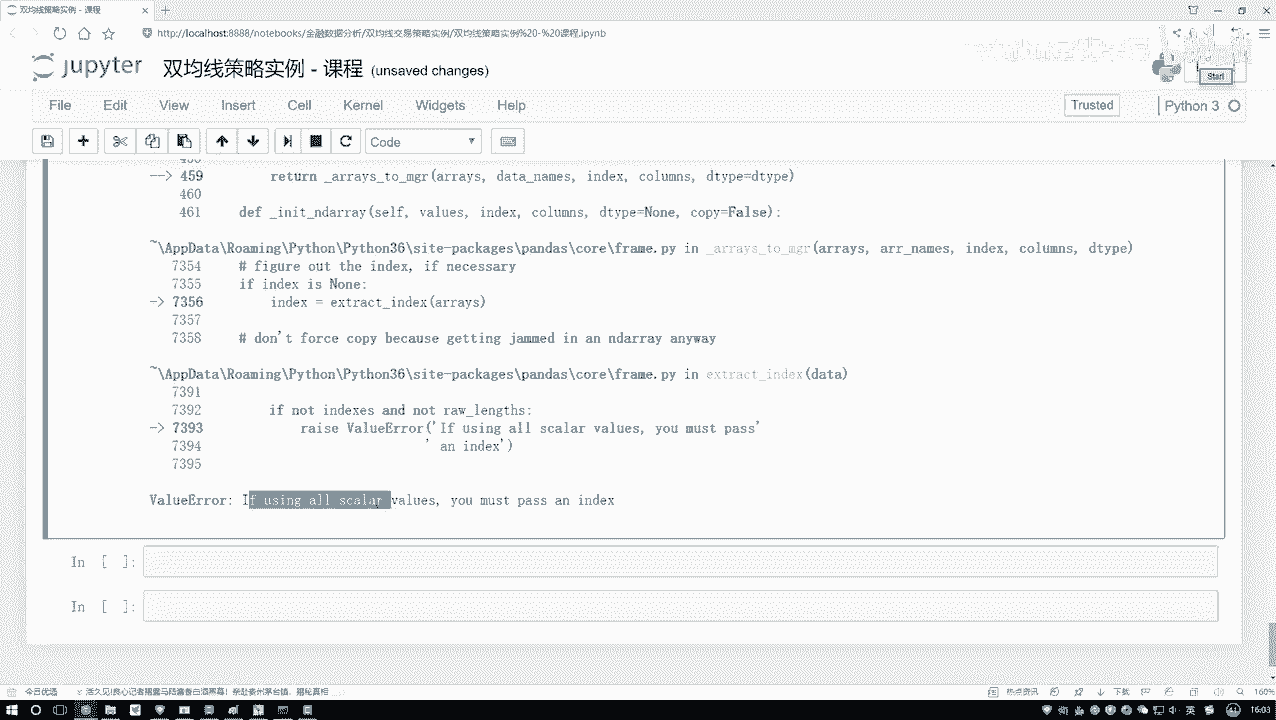 双均线策略实例 - 课程
http://localhost:8888/notebooks/金融数据分析/双均线交易策略实例/双均线策略实例%20-%20课程.ipynb
jupyter 双均线策略实例 - 课程 (unsaved changes)
Start
File Edit View Insert Cell Kernel Widgets Help
Trusted Python 3
Code
--> 459 return _arrays_to_mgr(arrays, data_names, index, columns, dtype=dtype)
460
461 def _init_ndarray(self, values, index, columns, dtype=None, copy=False):
~\AppData\Roaming\Python\Python36\site-packages\pandas\core\frame.py in _arrays_to_mgr(arrays, arr_names, index, columns, dtype)
7354 # figure out the index, if necessary
7355 if index is None:
-> 7356 index = extract_index(arrays)
7357
7358 # don't force copy because getting jammed in an ndarray anyway
~\AppData\Roaming\Python\Python36\site-packages\pandas\core\frame.py in extract_index(data)
7391
7392 if not indexes and not raw_lengths:
-> 7393 raise ValueError('If using all scalar values, you must pass'
7394 ' an index')
7395
ValueError: If using all scalar values, you must pass an index
In [ ]:
In [ ]:
今日优选
热点资讯 下载 160%
英 16:03